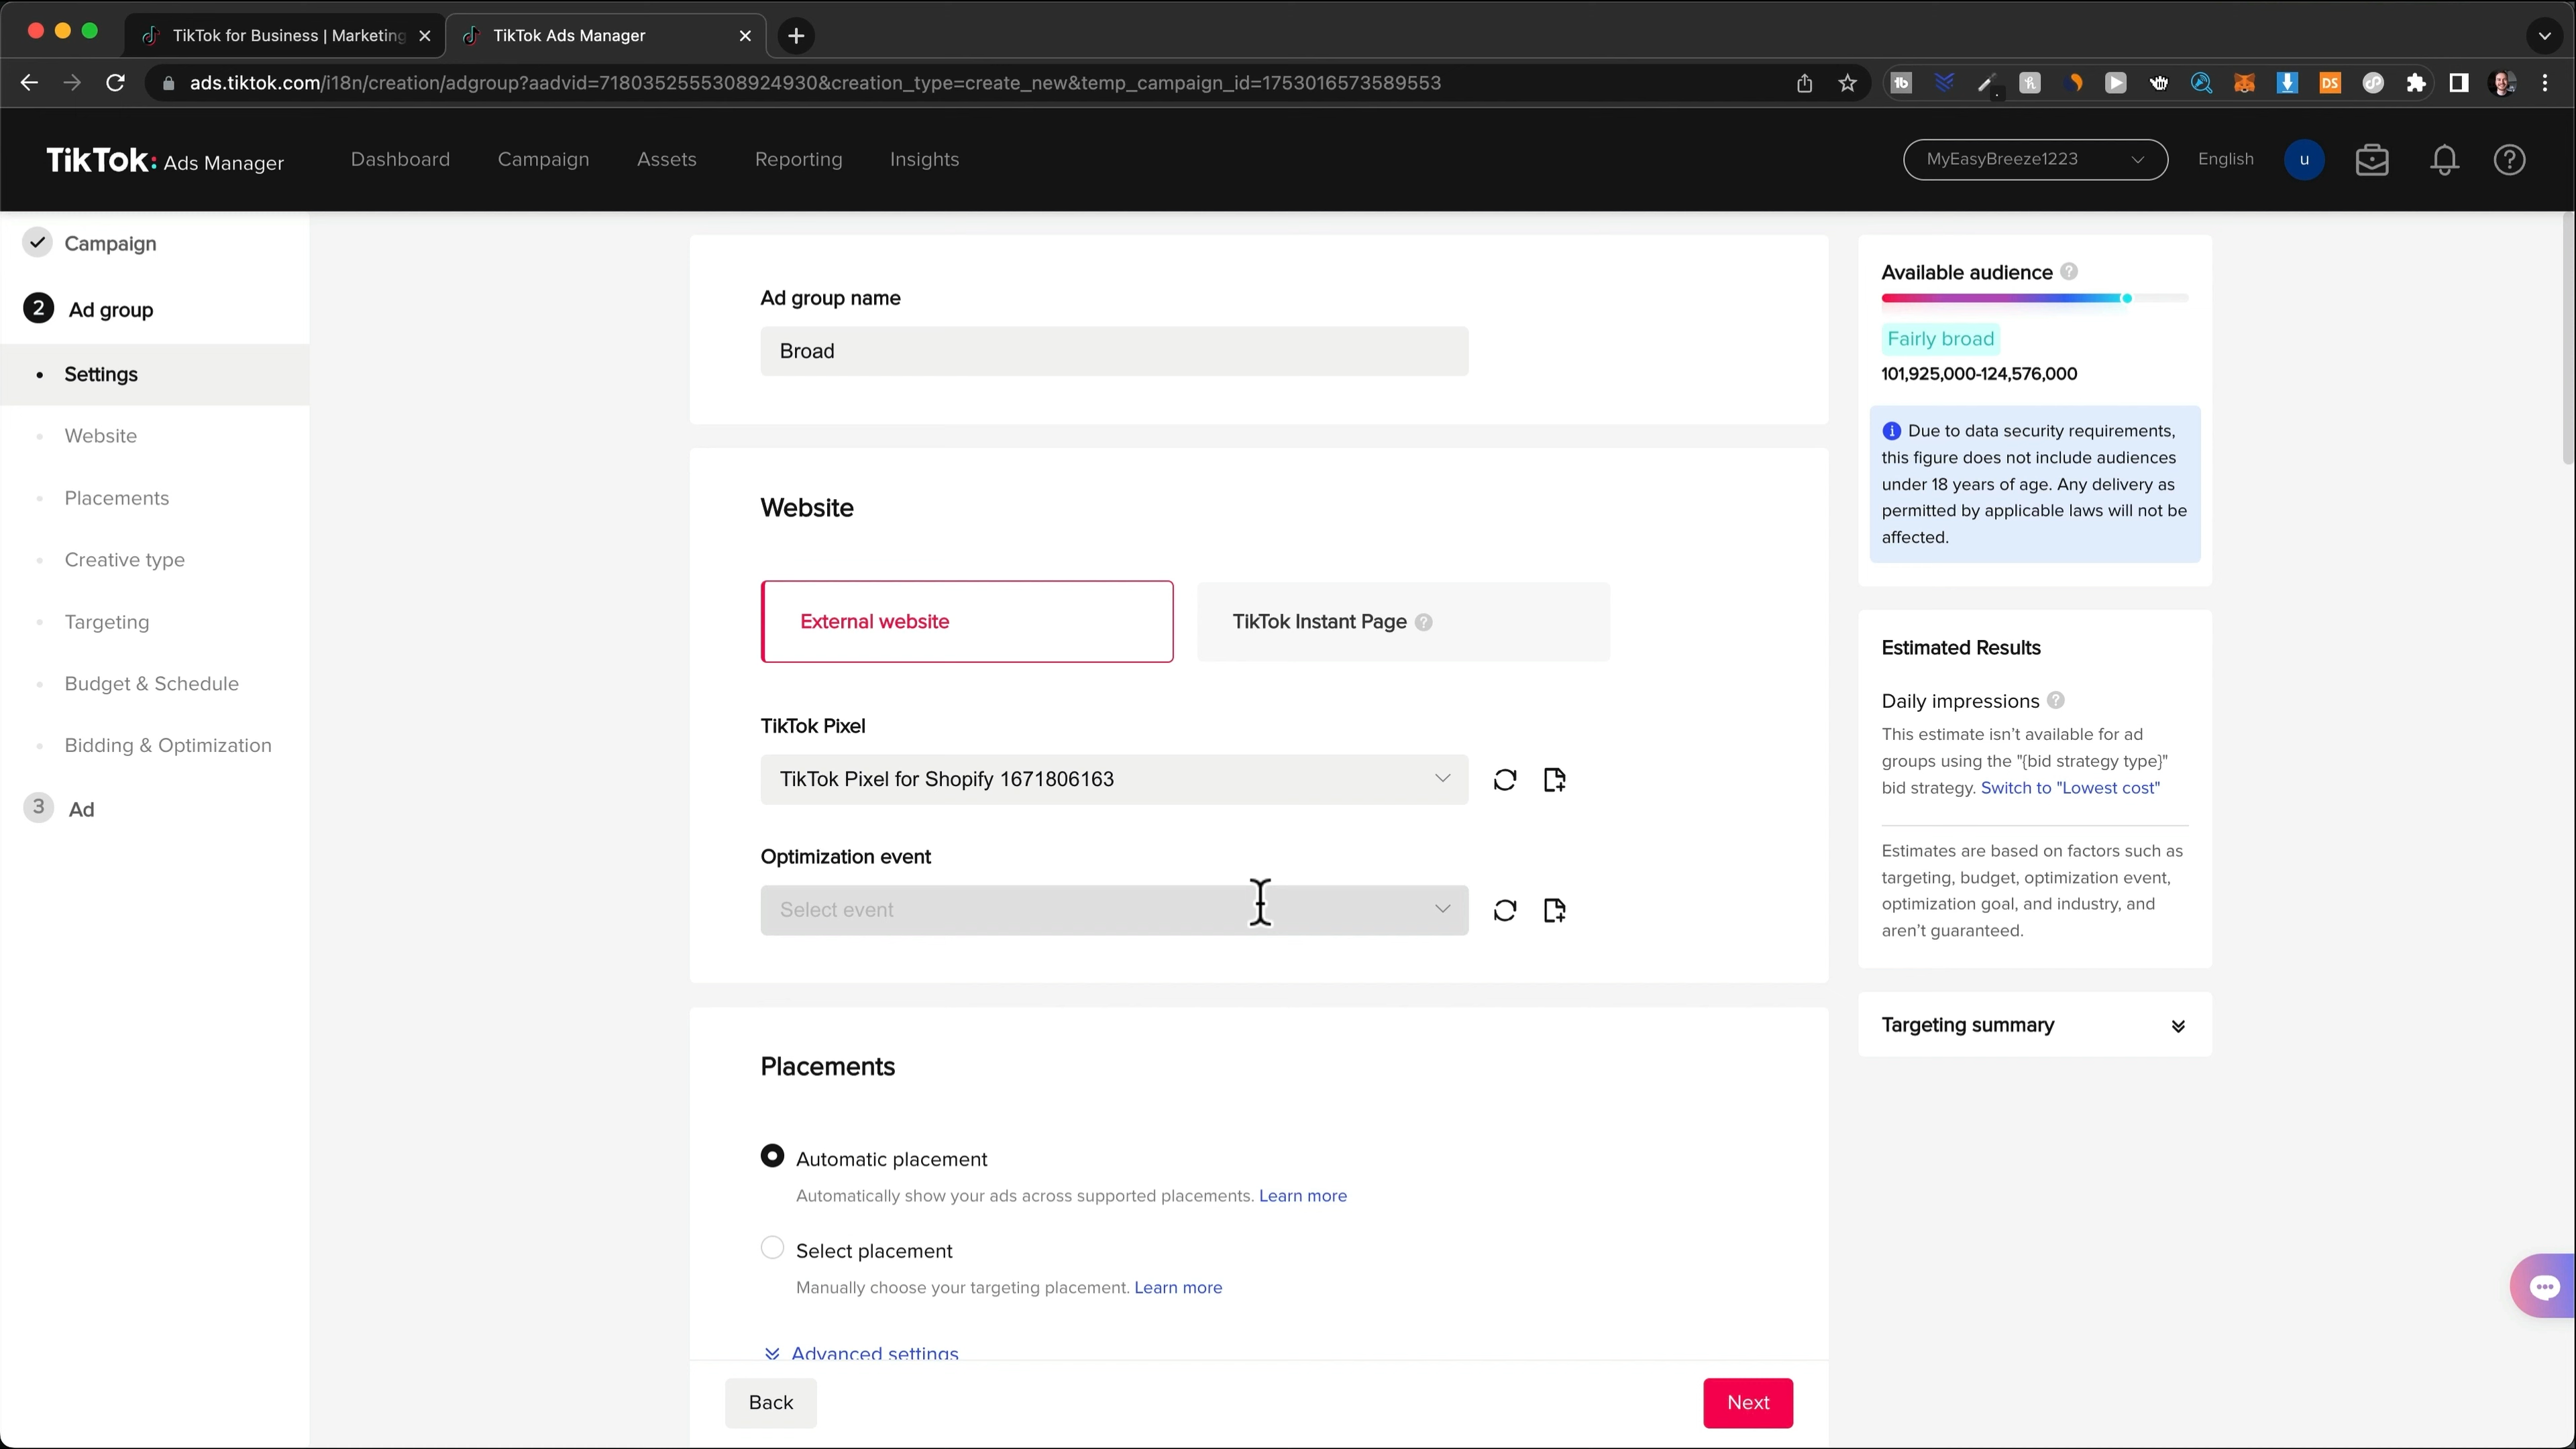 TikTok for Business | Marketing
TikTok Ads Manager
ads.tiktok.com/i18n/creation/adgroup?aadvid=7180352555308924930&creation_type=create_new&temp_campaign_id=1753016573589553
TikTok: Ads Manager
Dashboard
Campaign
Assets
Reporting
Insights
MyEasyBreeze1223
English
u
Campaign
2 Ad group
Settings
Website
Placements
Creative type
Targeting
Budget & Schedule
Bidding & Optimization
3 Ad
Ad group name
Broad
Website
External website
TikTok Instant Page
TikTok Pixel
TikTok Pixel for Shopify 1671806163
Optimization event
Select event
Placements
Automatic placement
Automatically show your ads across supported placements. Learn more
Select placement
Manually choose your targeting placement. Learn more
Advanced settings
Back
Next
Available audience
Fairly broad
101,925,000-124,576,000
Due to data security requirements,
this figure does not include audiences
under 18 years of age. Any delivery as
permitted by applicable laws will not be
affected.
Estimated Results
Daily impressions
This estimate isn't available for ad
groups using the "{bid strategy type}"
bid strategy. Switch to "Lowest cost"
Estimates are based on factors such as
targeting, budget, optimization event,
optimization goal, and industry, and
aren't guaranteed.
Targeting summary